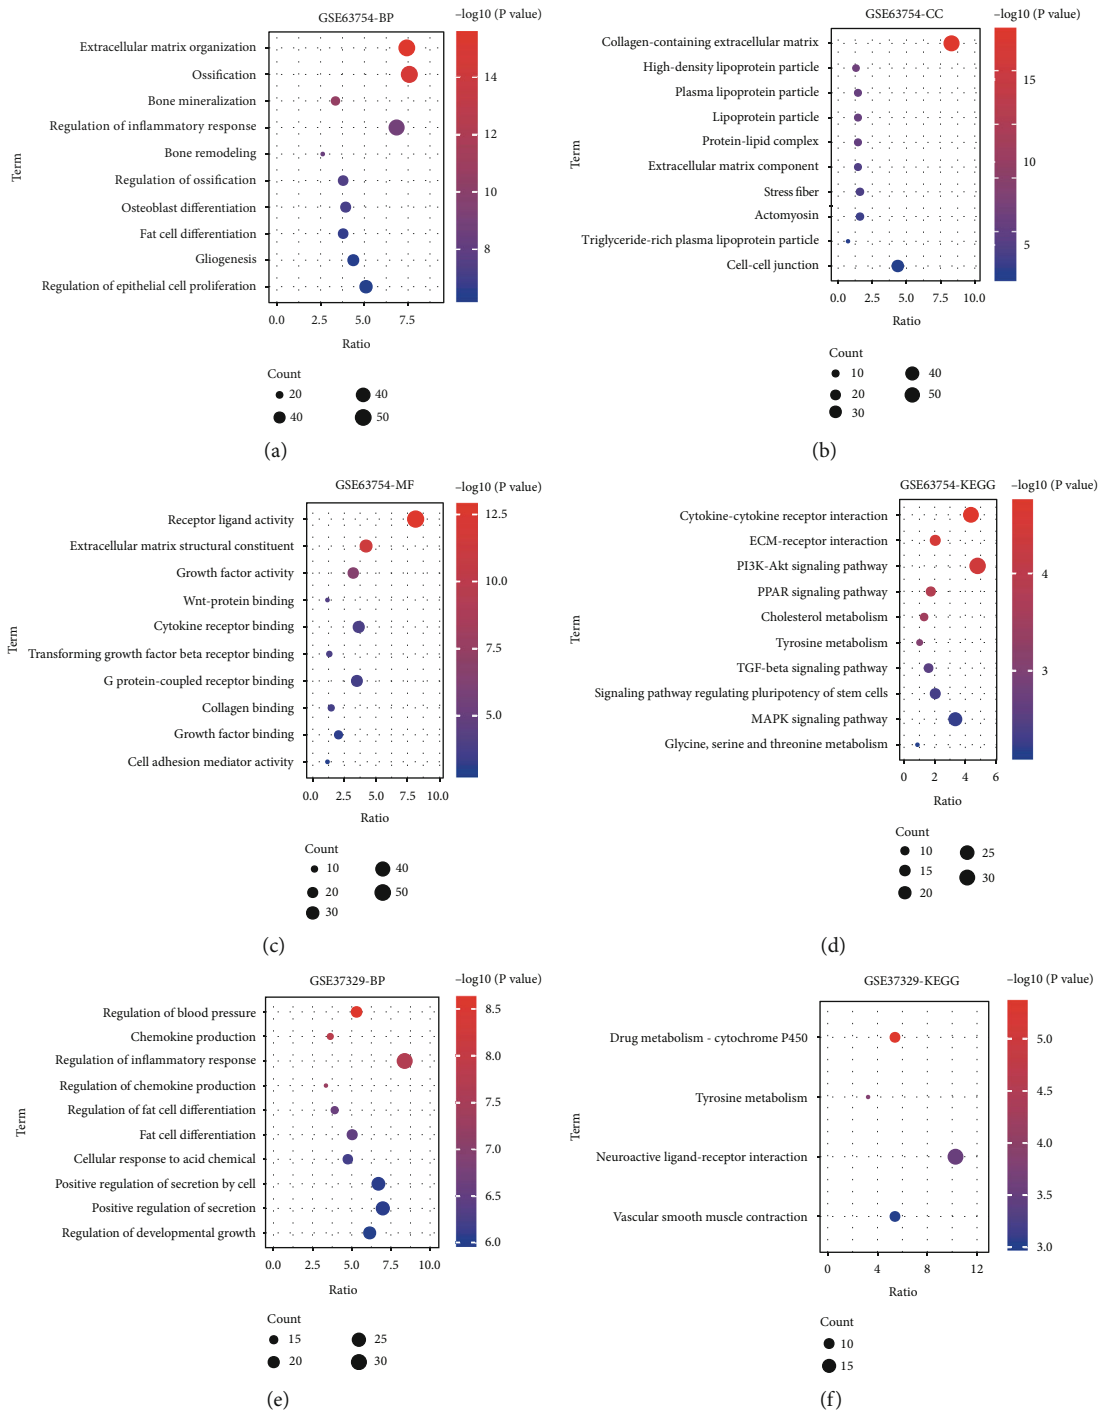 GSE63754-BP
–log10 (P value)
Extracellular matrix organization
Ossification
Bone mineralization
Regulation of inflammatory response
Bone remodeling
Regulation of ossification
Osteoblast differentiation
Fat cell differentiation
Gliogenesis
Regulation of epithelial cell proliferation
Term
14
12
10
8
0.0 2.5 5.0 7.5
Ratio
Count
20 40
40 50
(a)
GSE63754-CC
–log10 (P value)
Collagen-containing extracellular matrix
High-density lipoprotein particle
Plasma lipoprotein particle
Lipoprotein particle
Protein-lipid complex
Extracellular matrix component
Stress fiber
Actomyosin
Triglyceride-rich plasma lipoprotein particle
Cell-cell junction
Term
15
10
5
0.0 2.5 5.0 7.5 10.0
Ratio
Count
10 40
20 50
30
(b)
GSE63754-MF
–log10 (P value)
Receptor ligand activity
Extracellular matrix structural constituent
Growth factor activity
Wnt-protein binding
Cytokine receptor binding
Transforming growth factor beta receptor binding
G protein-coupled receptor binding
Collagen binding
Growth factor binding
Cell adhesion mediator activity
Term
12.5
10.0
7.5
5.0
0.0 2.5 5.0 7.5 10.0
Ratio
Count
10 40
20 50
30
(c)
GSE63754-KEGG
–log10 (P value)
Cytokine-cytokine receptor interaction
ECM-receptor interaction
PI3K-Akt signaling pathway
PPAR signaling pathway
Cholesterol metabolism
Tyrosine metabolism
TGF-beta signaling pathway
Signaling pathway regulating pluripotency of stem cells
MAPK signaling pathway
Glycine, serine and threonine metabolism
Term
4
3
0 2 4 6
Ratio
Count
10 25
15 30
20
(d)
GSE37329-BP
–log10 (P value)
Regulation of blood pressure
Chemokine production
Regulation of inflammatory response
Regulation of chemokine production
Regulation of fat cell differentiation
Fat cell differentiation
Cellular response to acid chemical
Positive regulation of secretion by cell
Positive regulation of secretion
Regulation of developmental growth
Term
8.5
8.0
7.5
7.0
6.5
6.0
0.0 2.5 5.0 7.5 10.0
Ratio
Count
15 25
20 30
(e)
GSE37329-KEGG
–log10 (P value)
Drug metabolism - cytochrome P450
Tyrosine metabolism
Neuroactive ligand-receptor interaction
Vascular smooth muscle contraction
Term
5.0
4.5
4.0
3.5
3.0
0 4 8 12
Ratio
Count
10
15
(f)